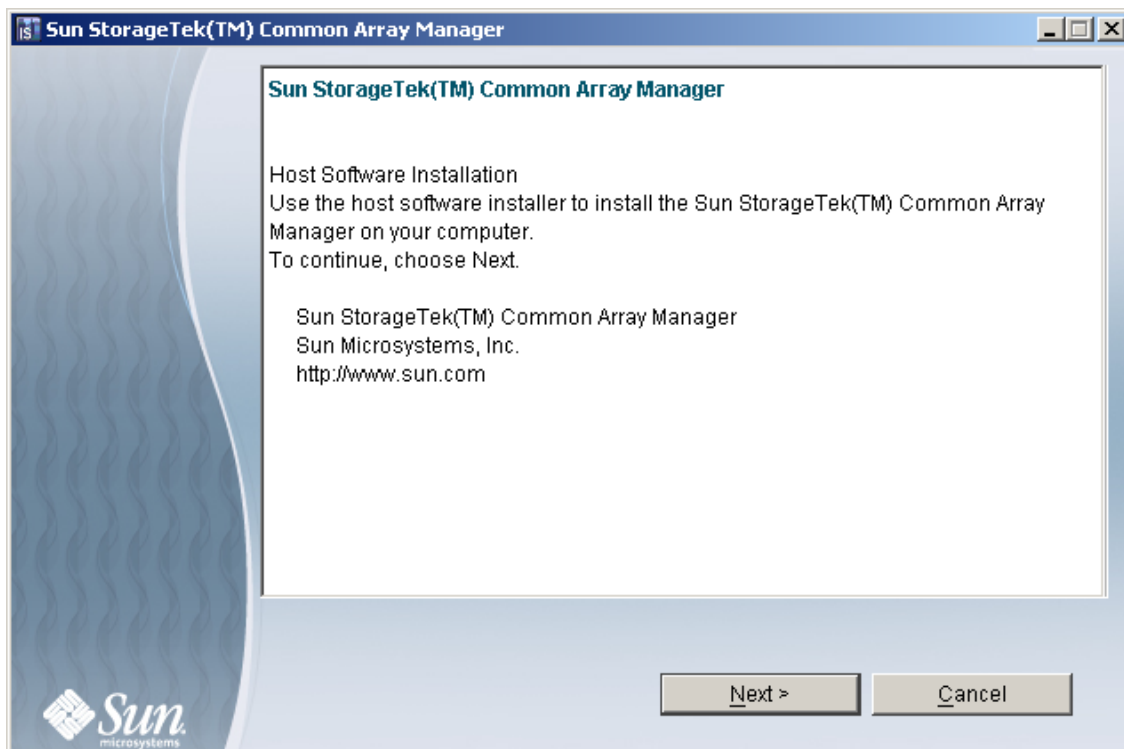 Sun StorageTek(TM) Common Array Manager
Sun StorageTek(TM) Common Array Manager
Host Software Installation
Use the host software installer to install the Sun StorageTek(TM) Common Array
Manager on your computer.
To continue, choose Next.
Sun StorageTek(TM) Common Array Manager
Sun Microsystems, Inc.
http://www.sun.com
Next >
Cancel
Sun
microsystems